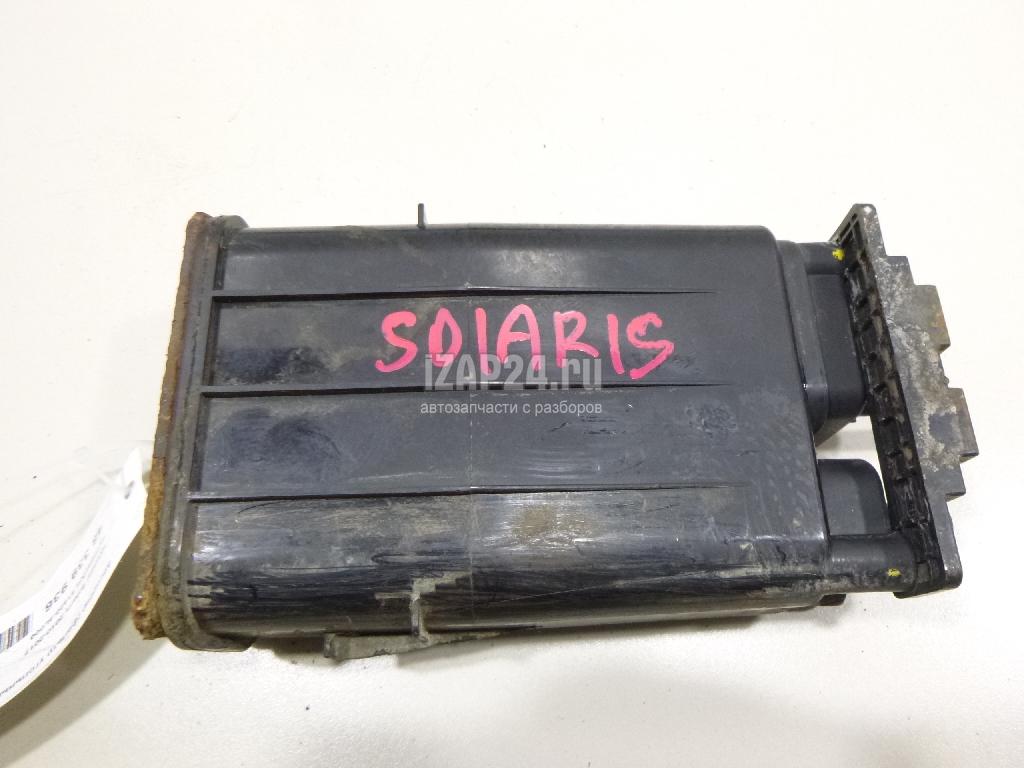 SOlARIS
iZAP24.ru
автозапчасти с разборов